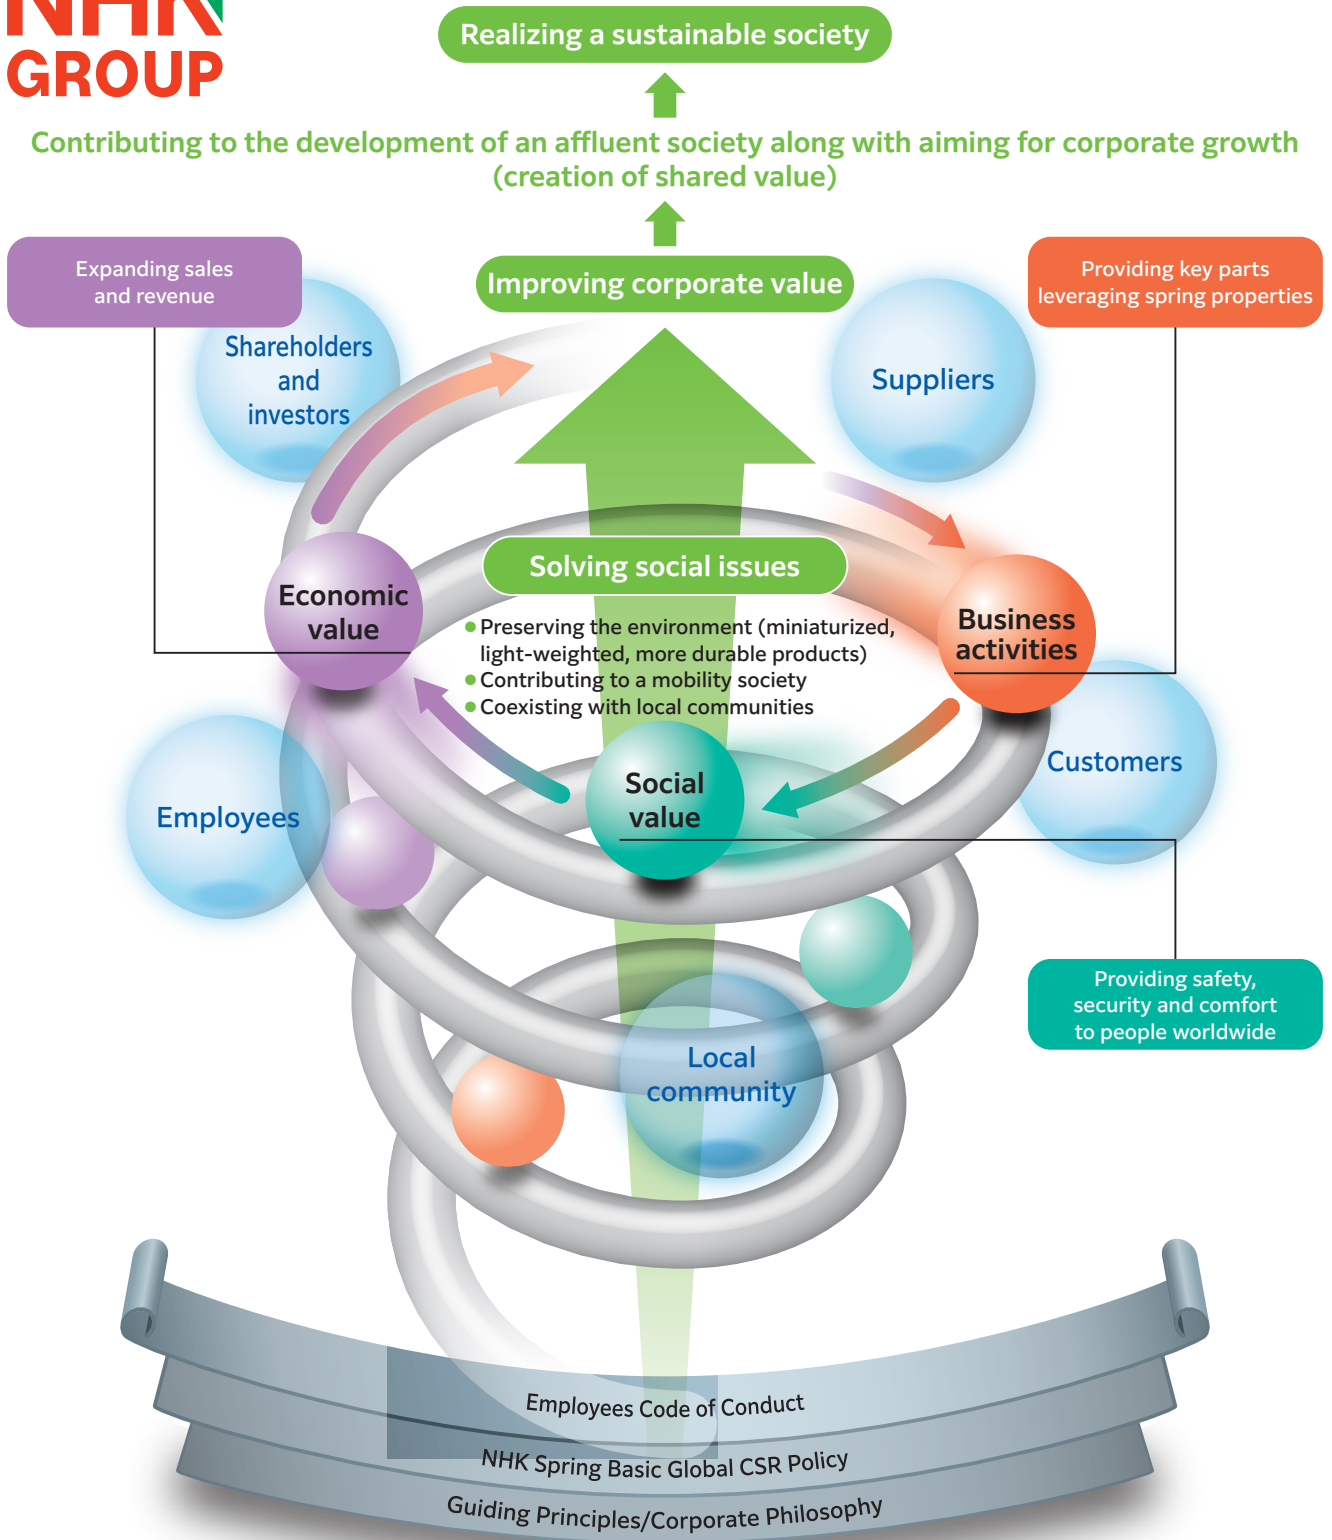 NHK
GROUP
Realizing a sustainable society
Contributing to the development of an affluent society along with aiming for corporate growth
(creation of shared value)
Expanding sales
and revenue
Improving corporate value
Providing key parts
leveraging spring properties
Shareholders
and
investors
Suppliers
Solving social issues
Economic
value
Business
activities
● Preserving the environment (miniaturized,
light-weighted, more durable products)
● Contributing to a mobility society
● Coexisting with local communities
Social
value
Customers
Employees
Providing safety,
security and comfort
to people worldwide
Local
community
Employees Code of Conduct
NHK Spring Basic Global CSR Policy
Guiding Principles/Corporate Philosophy